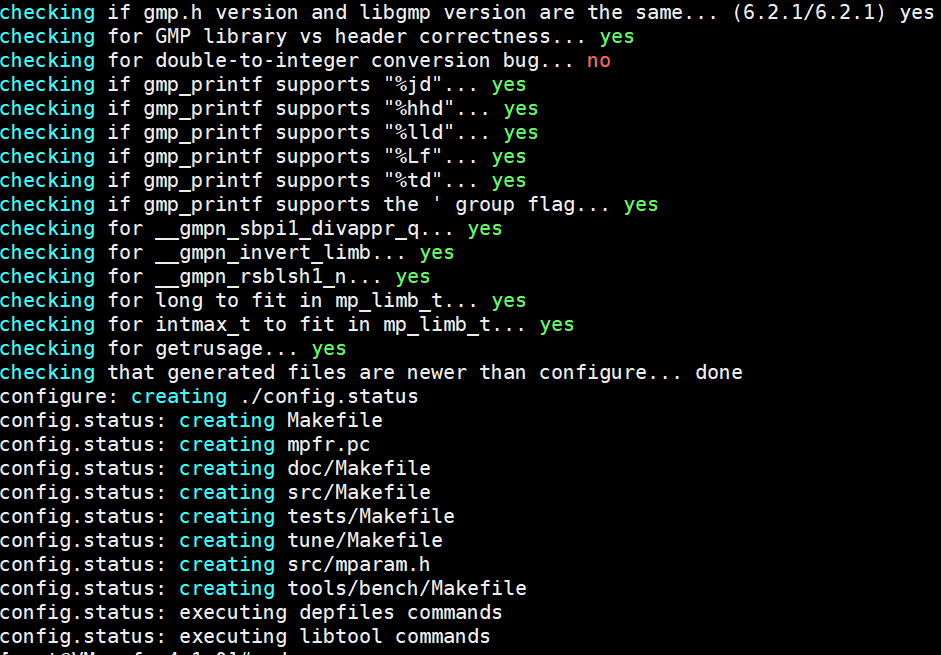 checking if gmp.h version and libgmp version are the same... (6.2.1/6.2.1) yes
checking for GMP library vs header correctness... yes
checking for double-to-integer conversion bug... no
checking if gmp_printf supports "%jd"... yes
checking if gmp_printf supports "%hhd"... yes
checking if gmp_printf supports "%lld"... yes
checking if gmp_printf supports "%Lf"... yes
checking if gmp_printf supports "%td"... yes
checking if gmp_printf supports the ' group flag... yes
checking for __gmpn_sbpi1_divappr_q... yes
checking for __gmpn_invert_limb... yes
checking for __gmpn_rsblsh1_n... yes
checking for long to fit in mp_limb_t... yes
checking for intmax_t to fit in mp_limb_t... yes
checking for getrusage... yes
checking that generated files are newer than configure... done
configure: creating ./config.status
config.status: creating Makefile
config.status: creating mpfr.pc
config.status: creating doc/Makefile
config.status: creating src/Makefile
config.status: creating tests/Makefile
config.status: creating tune/Makefile
config.status: creating src/mparam.h
config.status: creating tools/bench/Makefile
config.status: executing depfiles commands
config.status: executing libtool commands